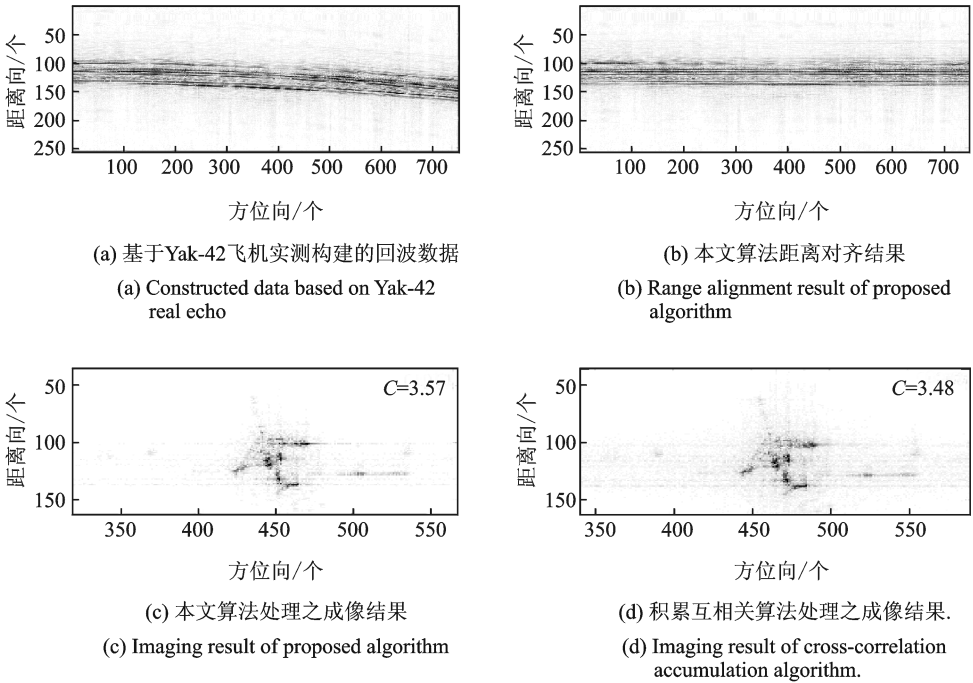 50
100
150
200
250
距离向/个
100 200 300 400 500 600 700
方位向/个
(a) 基于Yak-42飞机实测构建的回波数据
(a) Constructed data based on Yak-42
real echo
50
100
150
200
250
距离向/个
100 200 300 400 500 600 700
方位向/个
(b) 本文算法距离对齐结果
(b) Range alignment result of proposed
algorithm
C=3.57
50
100
150
距离向/个
350 400 450 500 550
方位向/个
(c) 本文算法处理之成像结果
(c) Imaging result of proposed algorithm
C=3.48
50
100
150
距离向/个
350 400 450 500 550
方位向/个
(d) 积累互相关算法处理之成像结果.
(d) Imaging result of cross-correlation
accumulation algorithm.